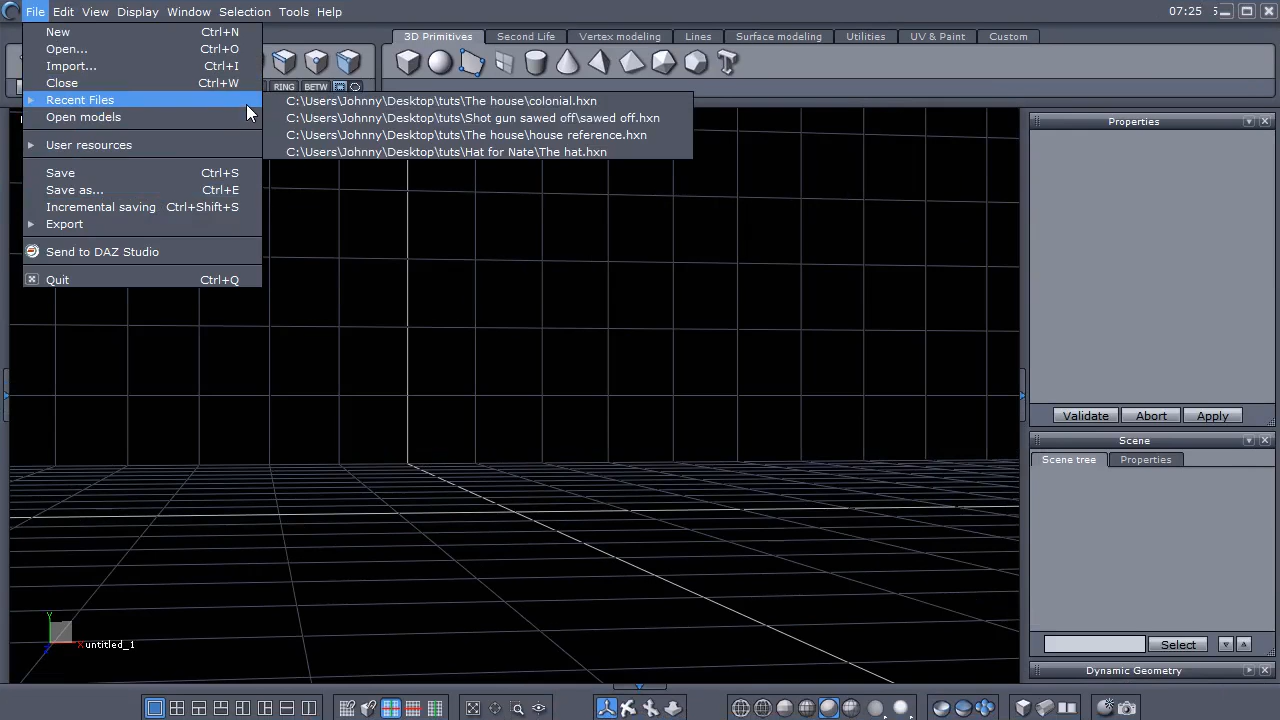 File Edit View Display Window Selection Tools Help 07:25
New Ctrl+N
Open... Ctrl+O
Import... Ctrl+I
Close Ctrl+W
Recent Files
Open models
User resources
Save Ctrl+S
Save as... Ctrl+E
Incremental saving Ctrl+Shift+S
Export
Send to DAZ Studio
Quit Ctrl+Q
3D Primitives Second Life Vertex modeling Lines Surface modeling Utilities UV & Paint Custom
RING BETW
C:\Users\Johnny\Desktop\tuts\The house\colonial.hxn
C:\Users\Johnny\Desktop\tuts\Shot gun sawed off\sawed off.hxn
C:\Users\Johnny\Desktop\tuts\The house\house reference.hxn
C:\Users\Johnny\Desktop\tuts\Hat for Nate\The hat.hxn
Properties
Validate Abort Apply
Scene
Scene tree Properties
Select
Dynamic Geometry
Y
Z
X untitled_1